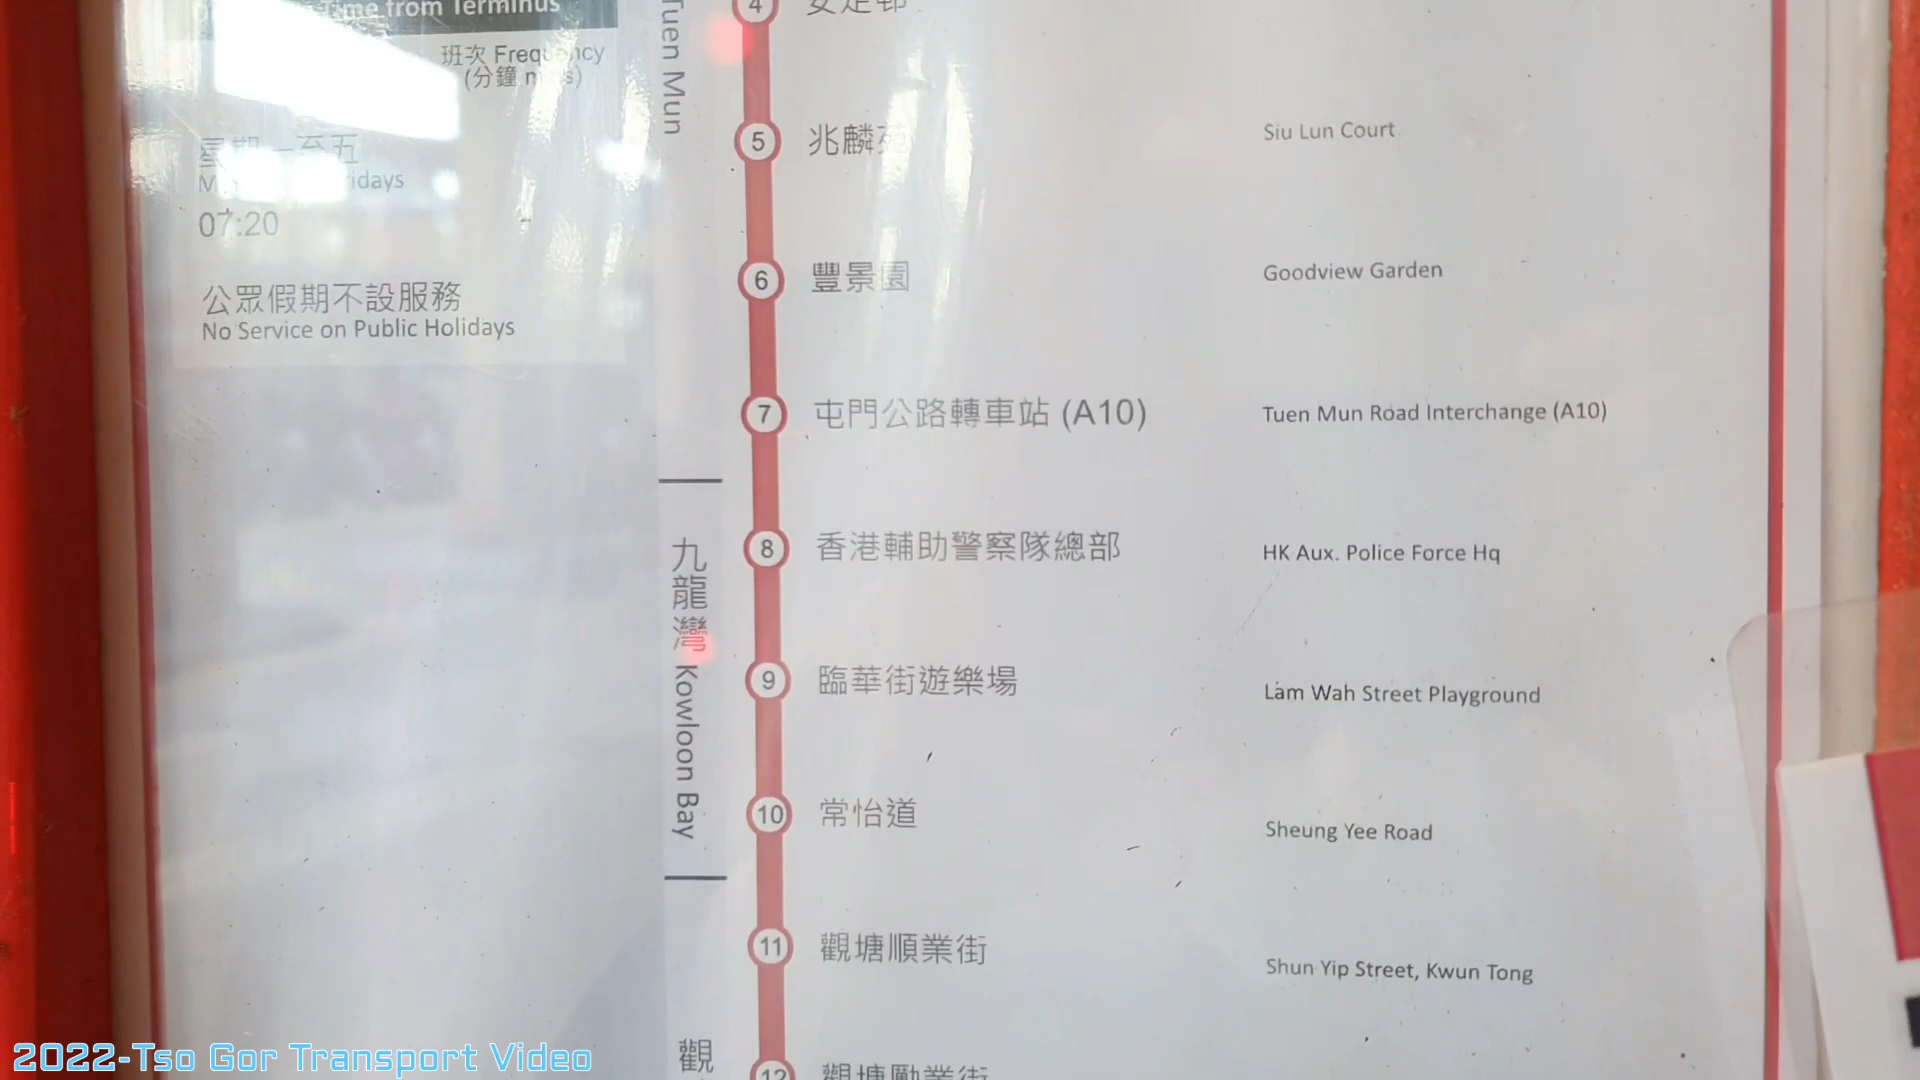 Time from Terminus
班次 Frequency
(分鐘 mins)
星期一至五
Fridays
07:20
公眾假期不設服務
No Service on Public Holidays
Tuen Mun
4
5 兆麟苑 Siu Lun Court
6 豐景園 Goodview Garden
7 屯門公路轉車站 (A10) Tuen Mun Road Interchange (A10)
九龍灣 Kowloon Bay
8 香港輔助警察隊總部 HK Aux. Police Force Hq
9 臨華街遊樂場 Lam Wah Street Playground
10 常怡道 Sheung Yee Road
11 觀塘順業街 Shun Yip Street, Kwun Tong
觀
12 觀塘勵業街
2022-Tso Gor Transport Video